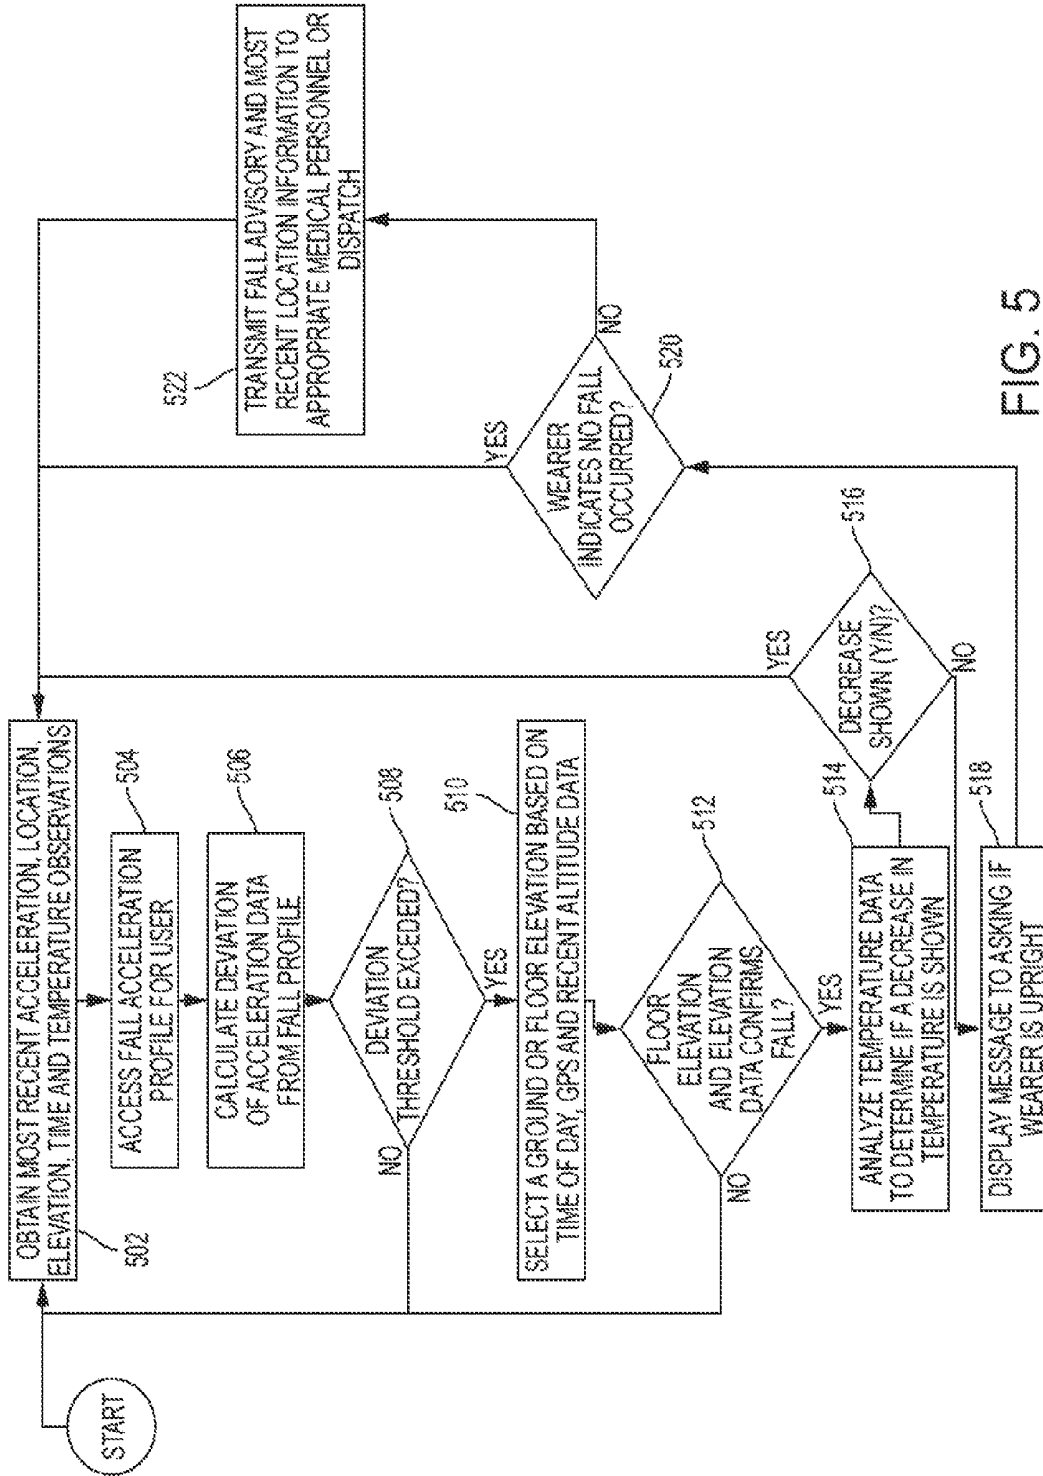 START
OBTAIN MOST RECENT ACCELERATION, LOCATION,
ELEVATION, TIME AND TEMPERATURE OBSERVATIONS
502
ACCESS FALL ACCELERATION
PROFILE FOR USER
504
CALCULATE DEVIATION
OF ACCELERATION DATA
FROM FALL PROFILE
506
DEVIATION
THRESHOLD EXCEDED?
508
NO
YES
SELECT A GROUND OR FLOOR ELEVATION BASED ON
TIME OF DAY, GPS AND RECENT ALTITUDE DATA
510
FLOOR
ELEVATION
AND ELEVATION
DATA CONFIRMS
FALL?
512
NO
YES
ANALYZE TEMPERATURE DATA
TO DETERMINE IF A DECREASE IN
TEMPERATURE IS SHOWN
514
DECREASE
SHOWN (Y/N)?
516
YES
NO
DISPLAY MESSAGE TO ASKING IF
WEARER IS UPRIGHT
518
WEARER
INDICATES NO FALL
OCCURRED?
520
YES
NO
TRANSMIT FALL ADVISORY AND MOST
RECENT LOCATION INFORMATION TO
APPROPRIATE MEDICAL PERSONNEL OR
DISPATCH
522
FIG. 5